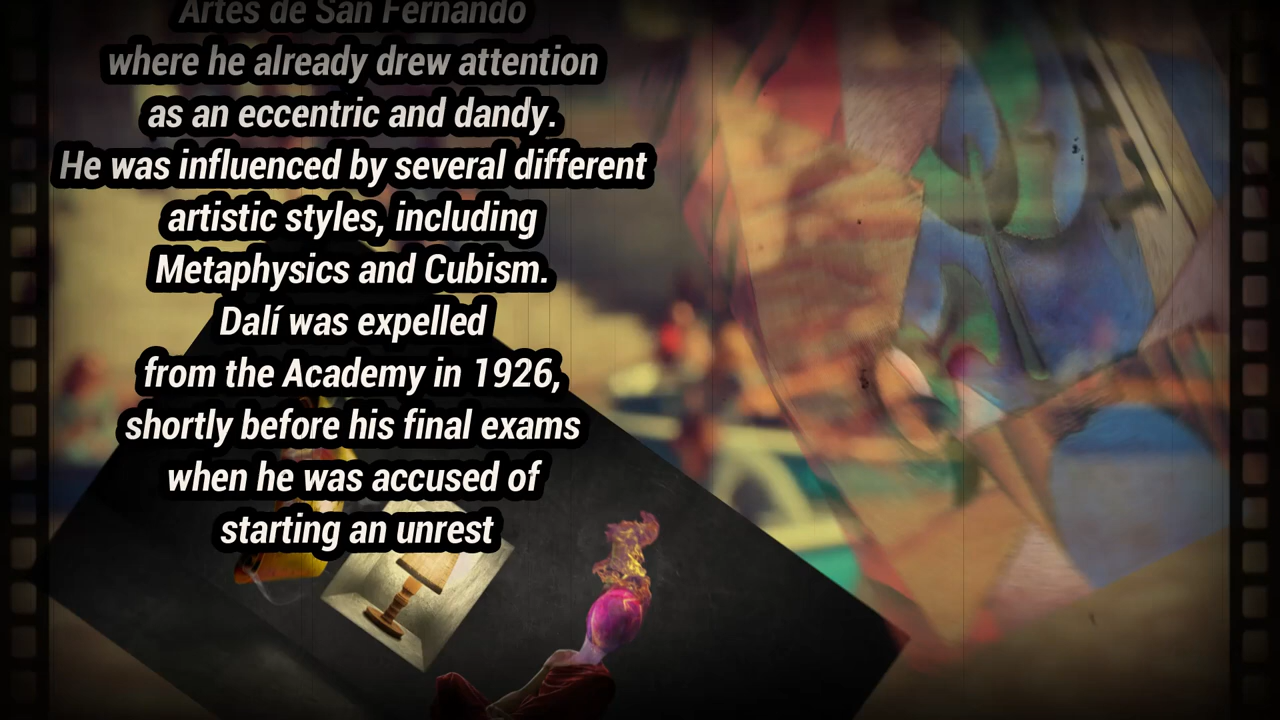 Artes de San Fernando
where he already drew attention
as an eccentric and dandy.
He was influenced by several different
artistic styles, including
Metaphysics and Cubism.
Dalí was expelled
from the Academy in 1926,
shortly before his final exams
when he was accused of
starting an unrest